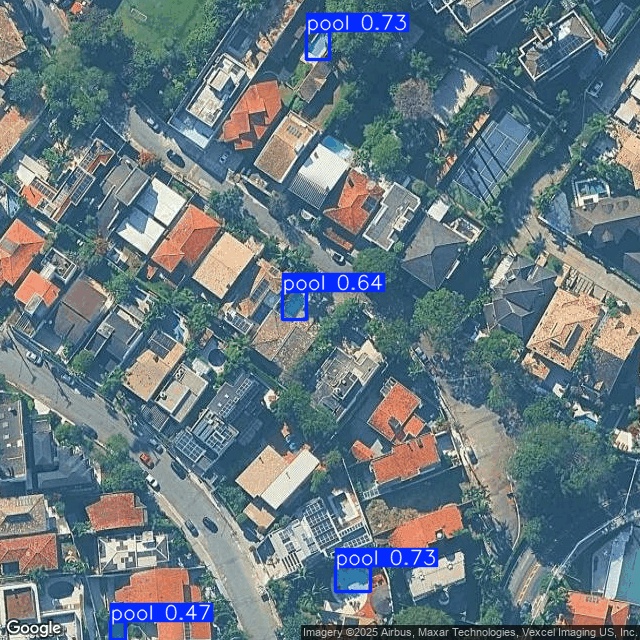 pool 0.73
pool 0.64
pool 0.73
pool 0.47
Google
Imagery ©2025 Airbus, Maxar Technologies, Vexcel Imaging US, Inc